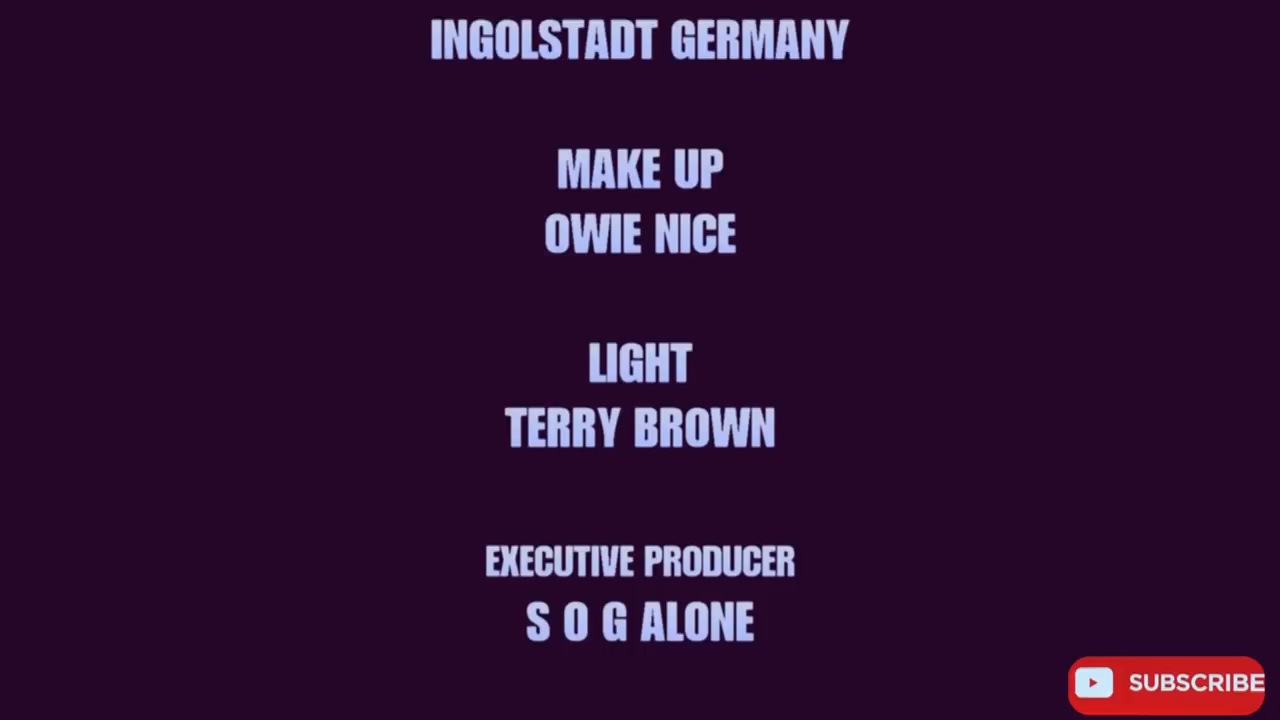 INGOLSTADT GERMANY
MAKE UP
OWIE NICE
LIGHT
TERRY BROWN
EXECUTIVE PRODUCER
S O G ALONE
SUBSCRIBE